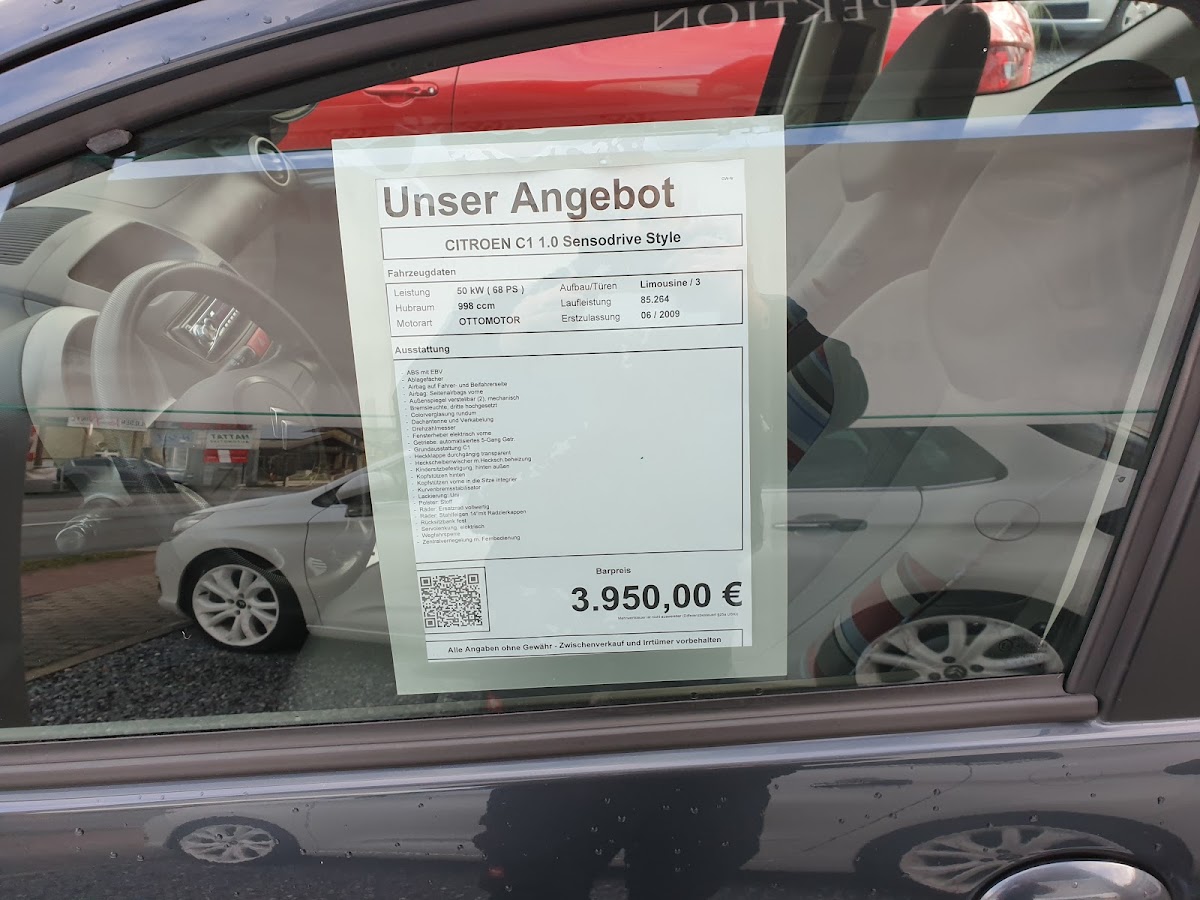 INSPEKTION
Unser Angebot
CITROEN C1 1.0 Sensodrive Style
Fahrzeugdaten
Leistung 50 kW ( 68 PS ) Aufbau/Türen Limousine / 3
Hubraum 998 ccm Laufleistung 85.264
Motorart OTTOMOTOR Erstzulassung 06 / 2009
Ausstattung
- ABS mit EBV
- Ablagefächer
- Airbag auf Fahrer- und Beifahrerseite
- Airbag: Seitenairbags vorne
- Außenspiegel verstellbar (2), mechanisch
- Bremsleuchte, dritte hochgesetzt
- Colorverglasung rundum
- Dachantenne und Verkabelung
- Drehzahlmesser
- Fensterheber elektrisch vorne
- Getriebe: automatisiertes 5-Gang Getr.
- Grundausstattung C1
- Heckklappe durchgängig transparent
- Heckscheibenwischer m.Hecksch.beheizung
- Kindersitzbefestigung, hinten außen
- Kopfstützen hinten
- Kopfstützen vorne in die Sitze integrier
- Kurvenbremsstabilisator
- Lackierung: Uni
- Polster: Stoff
- Räder: Ersatzrad vollwertig
- Räder: Stahlfelgen 14"mit Radzierkappen
- Rücksitzbank fest
- Servolenkung, elektrisch
- Wegfahrsperre
- Zentralverriegelung m. Fernbedienung
Barpreis
3.950,00 €
Alle Angaben ohne Gewähr - Zwischenverkauf und Irrtümer vorbehalten